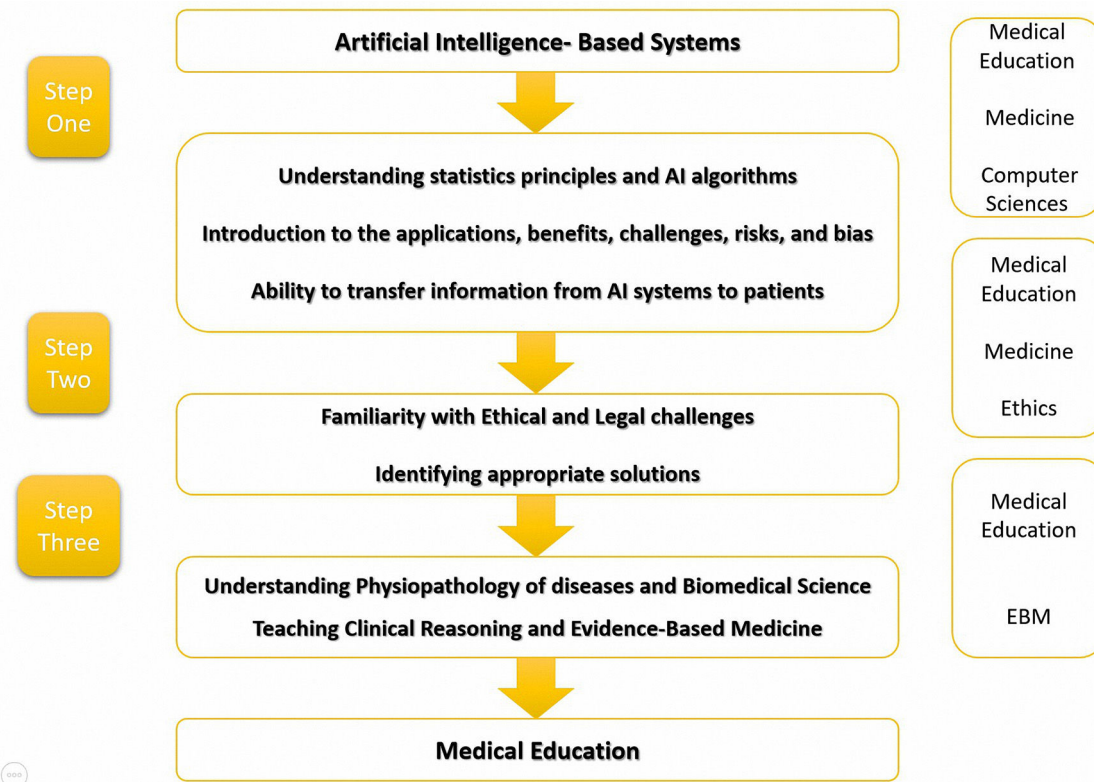 Artificial Intelligence- Based Systems
Step
One
Understanding statistics principles and AI algorithms
Introduction to the applications, benefits, challenges, risks, and bias
Ability to transfer information from AI systems to patients
Medical
Education
Medicine
Computer
Sciences
Step
Two
Familiarity with Ethical and Legal challenges
Identifying appropriate solutions
Medical
Education
Medicine
Ethics
Step
Three
Understanding Physiopathology of diseases and Biomedical Science
Teaching Clinical Reasoning and Evidence-Based Medicine
Medical
Education
EBM
Medical Education